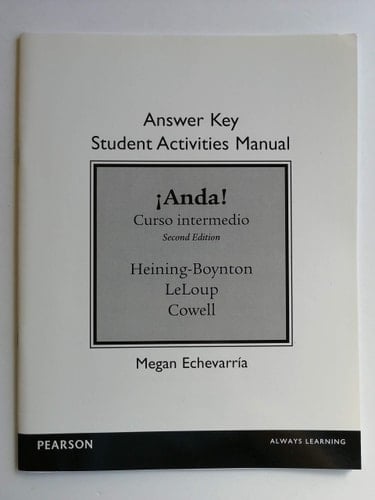 Answer Key
Student Activities Manual
¡Anda!
Curso intermedio
Second Edition
Heining-Boynton
LeLoup
Cowell
Megan Echevarría
PEARSON
ALWAYS LEARNING